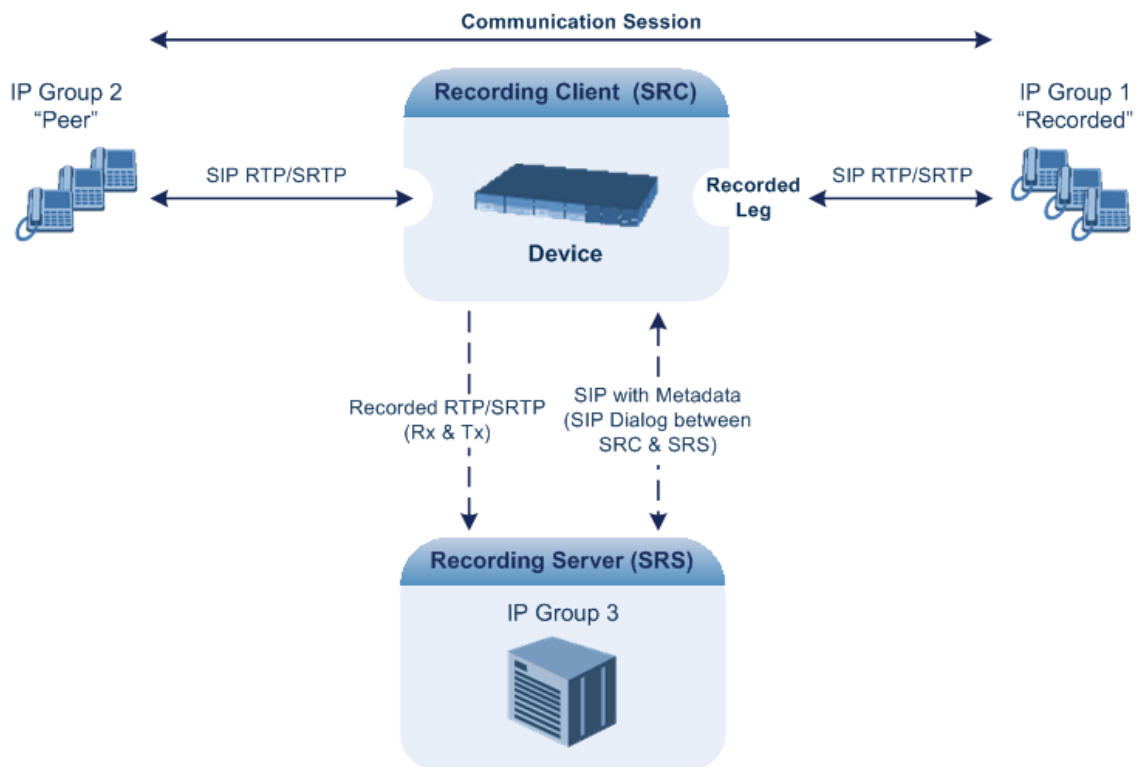 Communication Session
IP Group 2
“Peer”
Recording Client (SRC)
IP Group 1
“Recorded”
SIP RTP/SRTP
Recorded
Leg
SIP RTP/SRTP
Device
Recorded RTP/SRTP
(Rx & Tx)
SIP with Metadata
(SIP Dialog between
SRC & SRS)
Recording Server (SRS)
IP Group 3